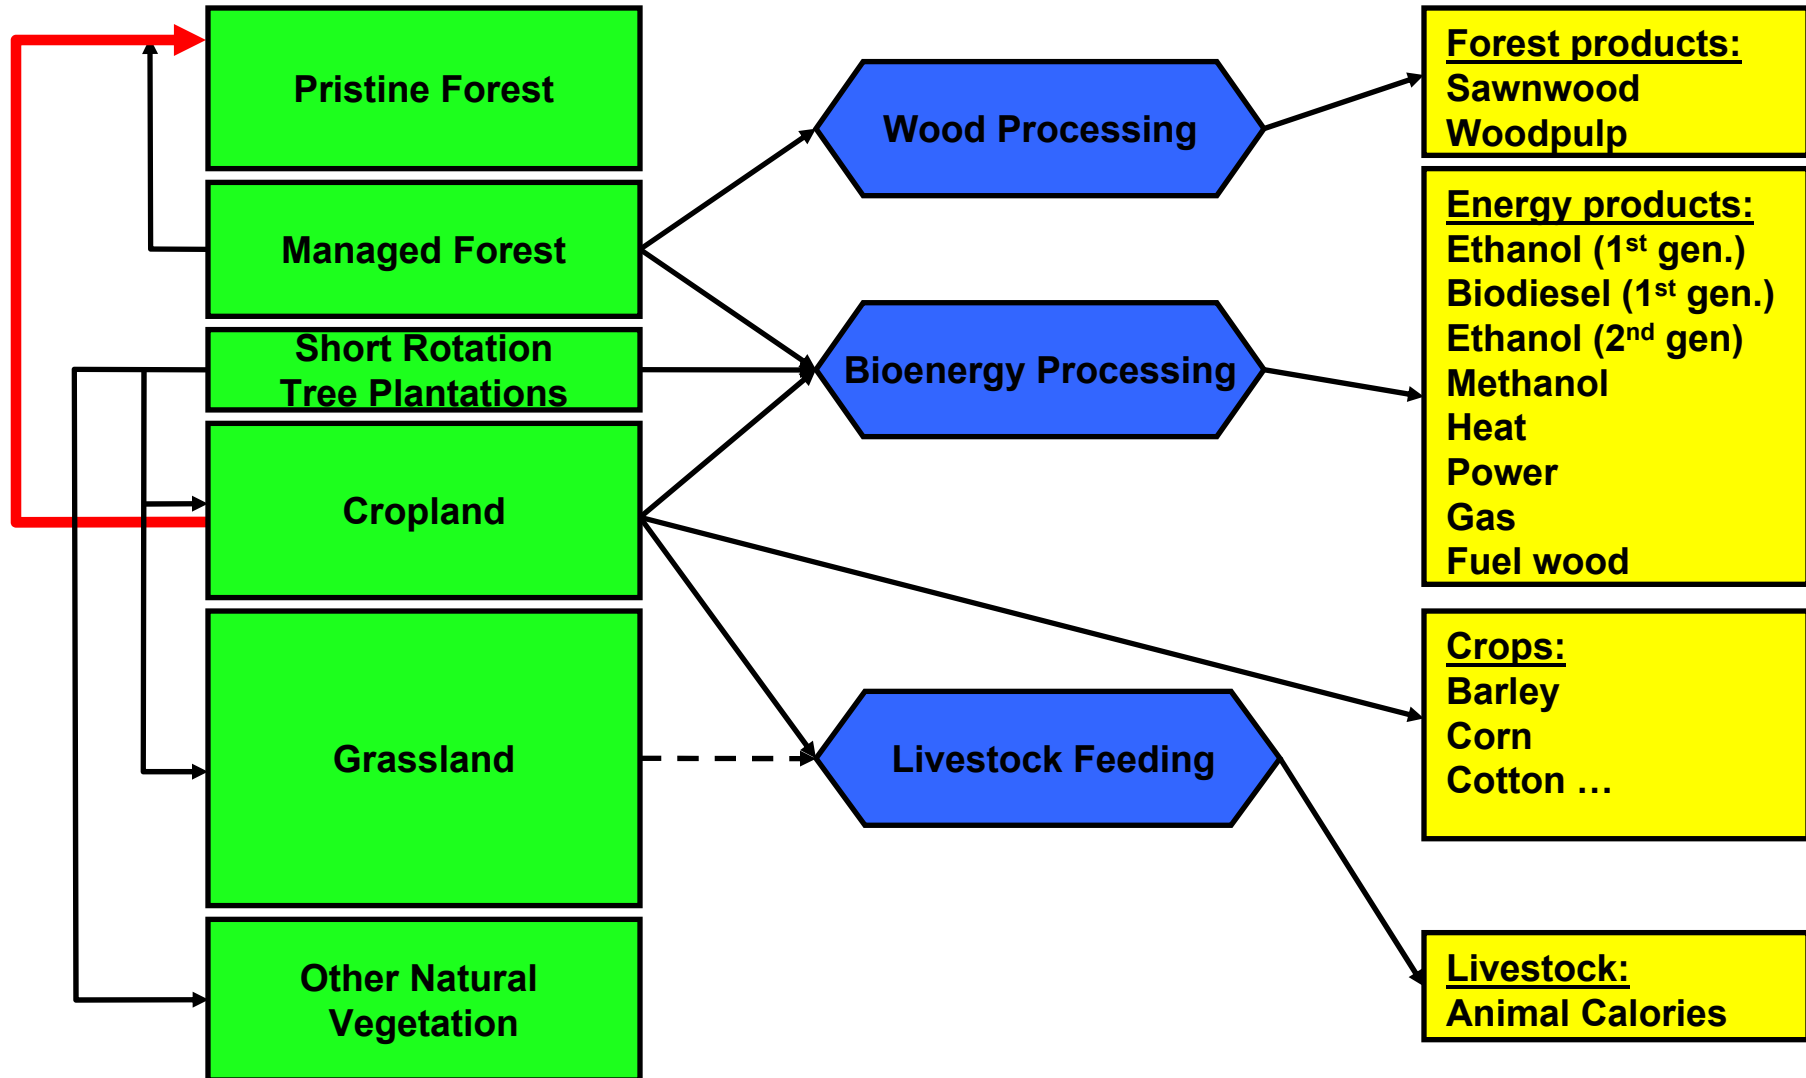 Pristine Forest
Managed Forest
Short Rotation
Tree Plantations
Cropland
Grassland
Other Natural
Vegetation
Wood Processing
Bioenergy Processing
Livestock Feeding
Forest products:
Sawnwood
Woodpulp
Energy products:
Ethanol (1st gen.)
Biodiesel (1st gen.)
Ethanol (2nd gen)
Methanol
Heat
Power
Gas
Fuel wood
Crops:
Barley
Corn
Cotton …
Livestock:
Animal Calories